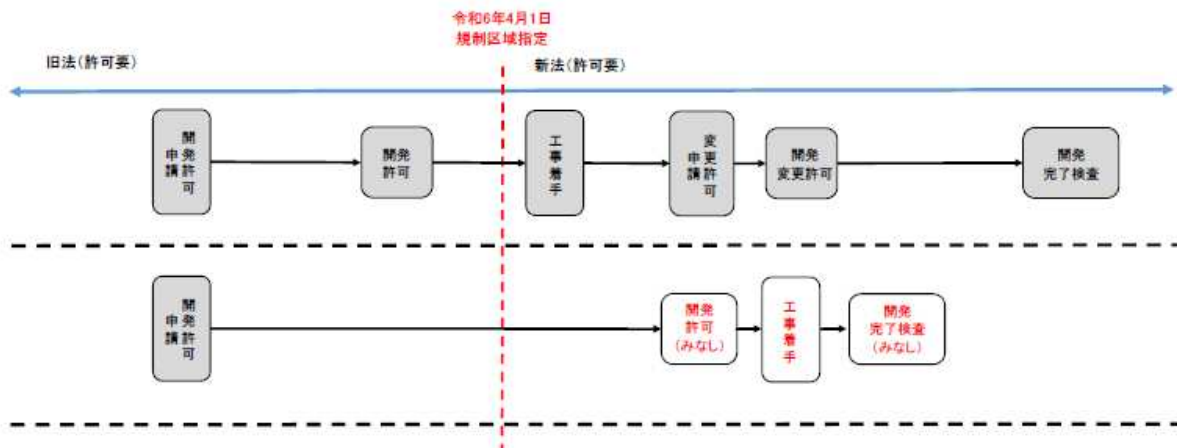 令和6年4月1日
規制区域指定
旧法(許可要)
新法(許可要)
開発許可
申請
開発
許可
工事着手
変更許可
申請
開発
変更許可
開発
完了検査
開発許可
申請
開発
許可
(みなし)
工事着手
開発
完了検査
(みなし)